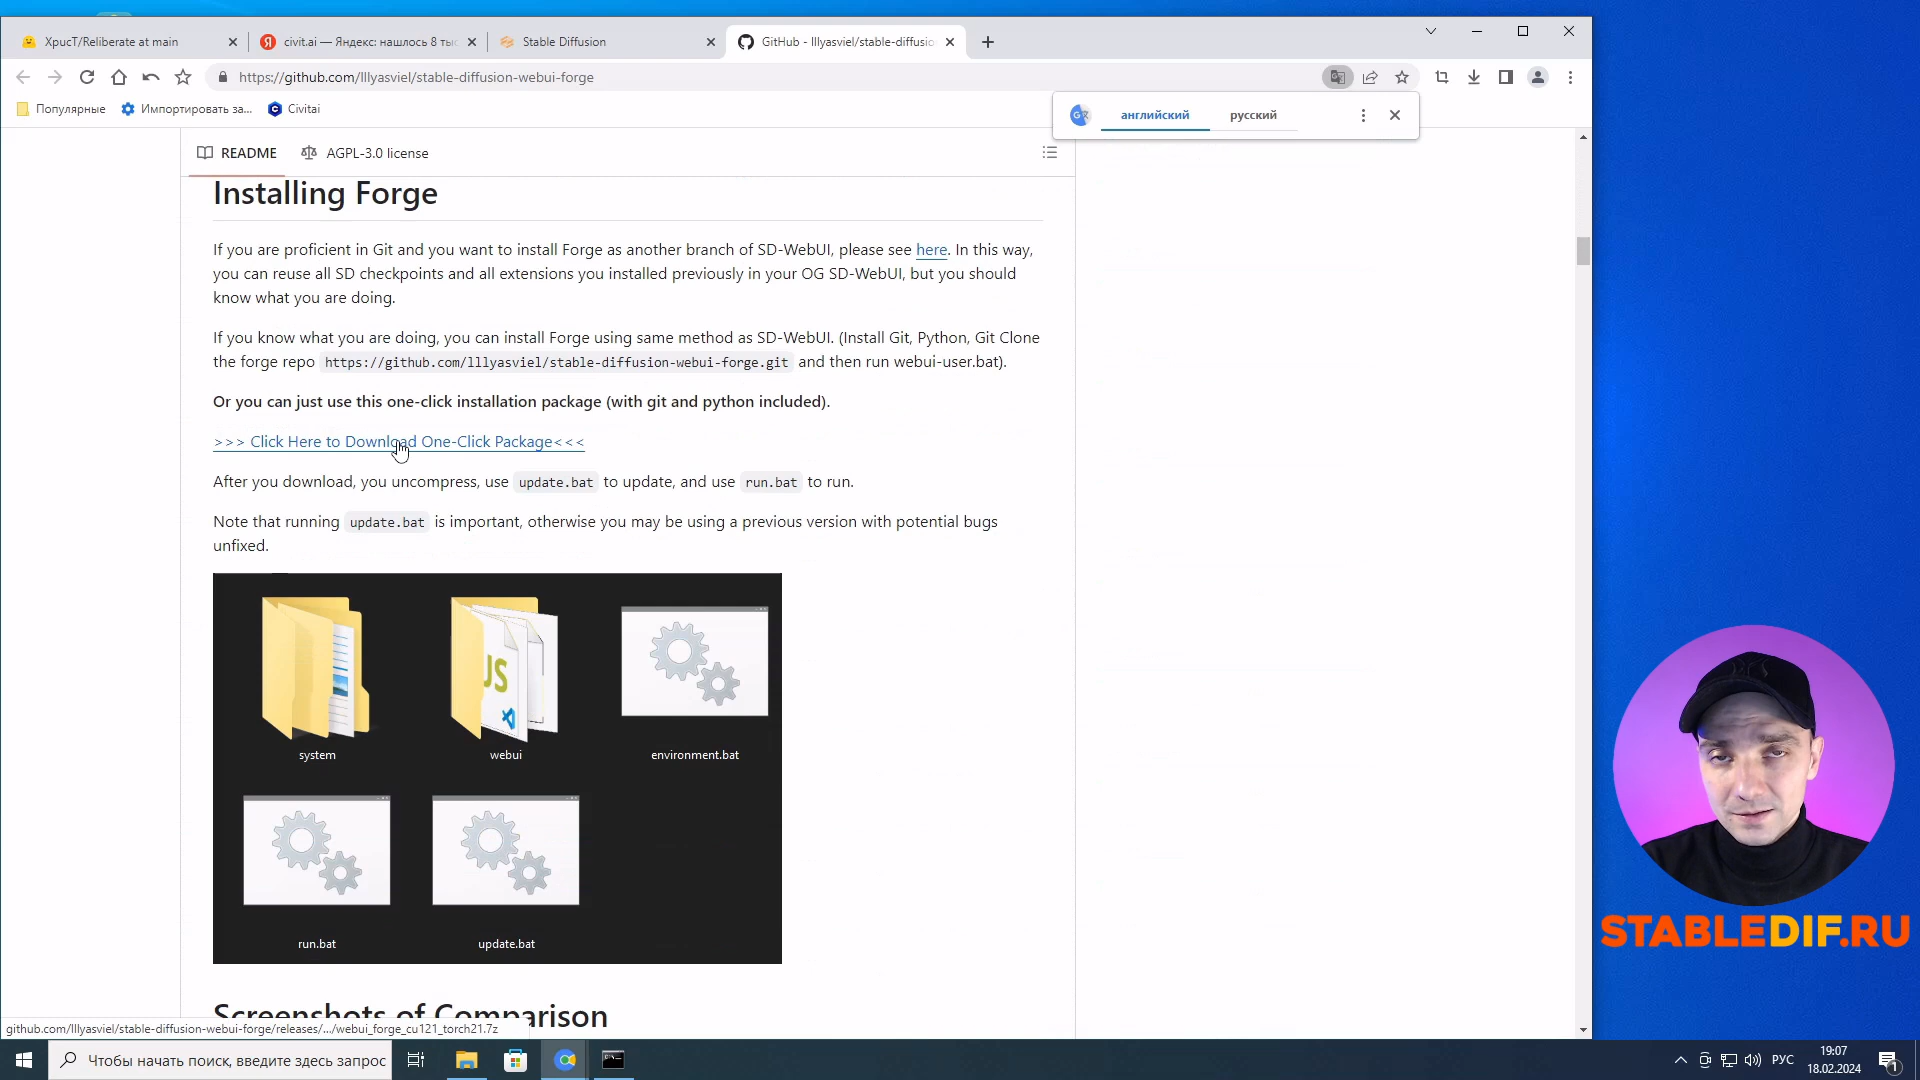 XpucT/Reliberate at main
civit.ai — Яндекс: нашлось 8 тыс
Stable Diffusion
GitHub - lllyasviel/stable-diffusio
https://github.com/lllyasviel/stable-diffusion-webui-forge
Популярные
Импортировать за...
Civitai
английский
русский
README
AGPL-3.0 license
Installing Forge
If you are proficient in Git and you want to install Forge as another branch of SD-WebUI, please see here. In this way,
you can reuse all SD checkpoints and all extensions you installed previously in your OG SD-WebUI, but you should
know what you are doing.
If you know what you are doing, you can install Forge using same method as SD-WebUI. (Install Git, Python, Git Clone
the forge repo https://github.com/lllyasviel/stable-diffusion-webui-forge.git and then run webui-user.bat).
Or you can just use this one-click installation package (with git and python included).
>>> Click Here to Download One-Click Package<<<
After you download, you uncompress, use update.bat to update, and use run.bat to run.
Note that running update.bat is important, otherwise you may be using a previous version with potential bugs
unfixed.
JS
system
webui
environment.bat
run.bat
update.bat
Screenshots of Comparison
github.com/lllyasviel/stable-diffusion-webui-forge/releases/.../webui_forge_cu121_torch21.7z
STABLEDIF.RU
Чтобы начать поиск, введите здесь запрос
РУС
19:07
18.02.2024
1